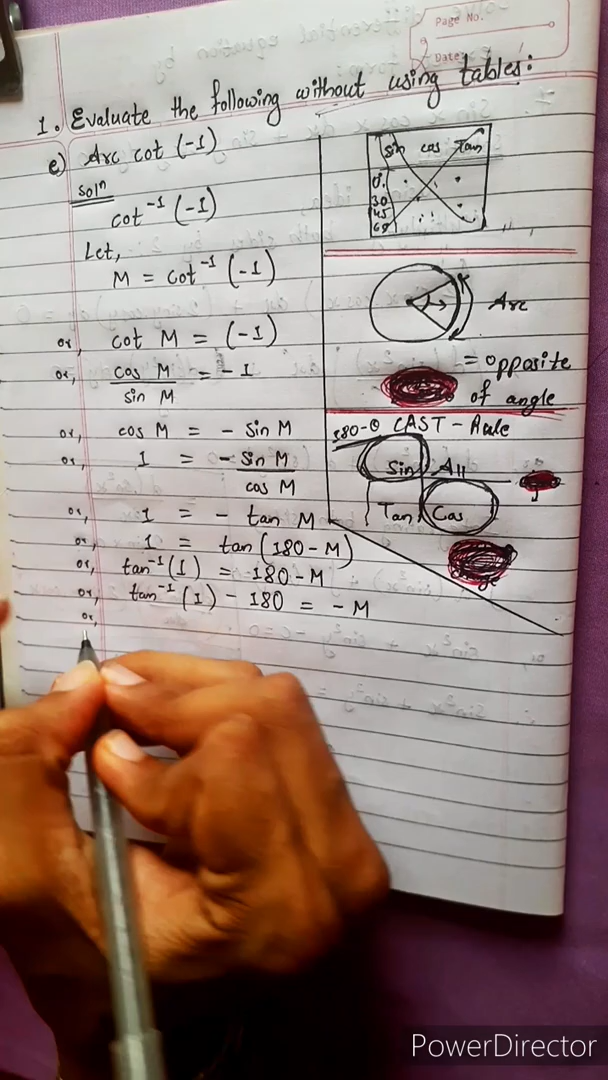 Page No.
Date
1. Evaluate the following without using tables:
e) Arc cot (-1)
Solⁿ
cot⁻¹ (-1)
Let,
M = cot⁻¹ (-1)
or, cot M = (-1)
or, cos M / sin M = -1
or, cos M = - sin M
or, 1 = - sin M / cos M
or, 1 = - tan M
or, 1 = tan (180 - M)
or, tan⁻¹ (1) = 180 - M
or, tan⁻¹ (1) - 180 = - M
or,
Sin cos Tan
0
30
45
60
Arc
= opposite
of angle
180-θ CAST - Rule
Sin All
Tan Cos
PowerDirector